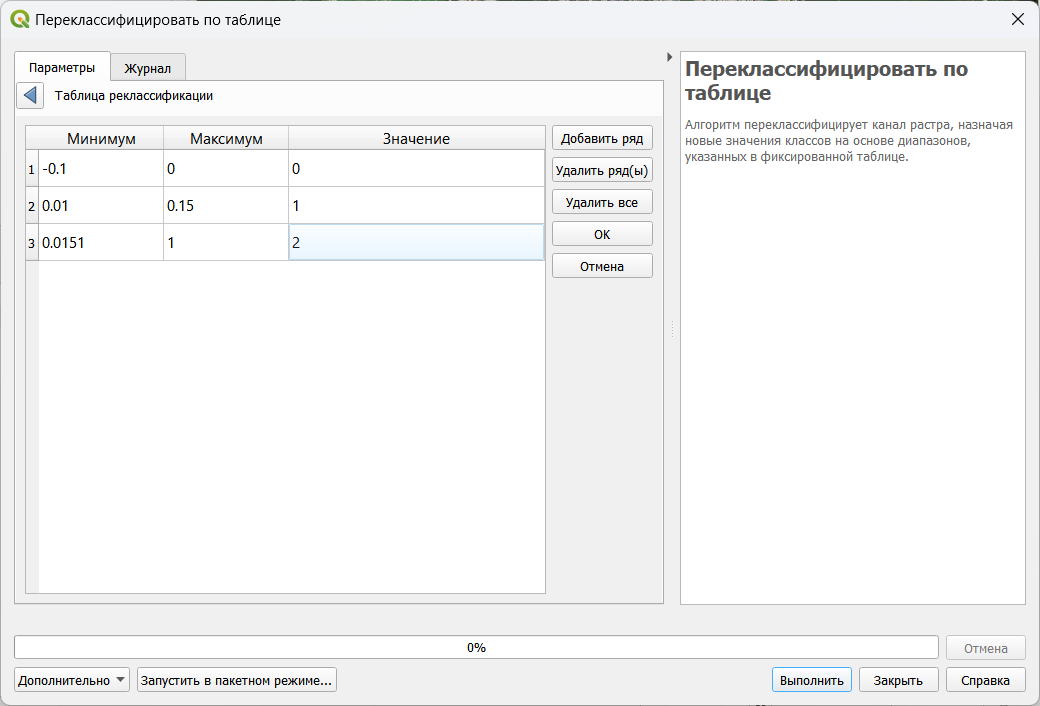 Переклассифицировать по таблице
Параметры
Журнал
Таблица реклассификации
Минимум Максимум Значение
1 -0.1 0 0
2 0.01 0.15 1
3 0.0151 1 2
Добавить ряд
Удалить ряд(ы)
Удалить все
OK
Отмена
Переклассифицировать по
таблице
Алгоритм переклассифицирует канал растра, назначая
новые значения классов на основе диапазонов,
указанных в фиксированной таблице.
0%
Отмена
Дополнительно
Запустить в пакетном режиме...
Выполнить
Закрыть
Справка